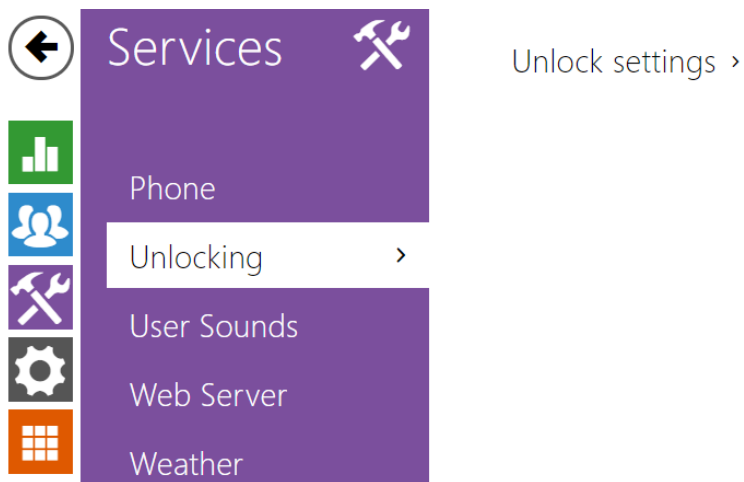 Services
Unlock settings ›
Phone
Unlocking ›
User Sounds
Web Server
Weather